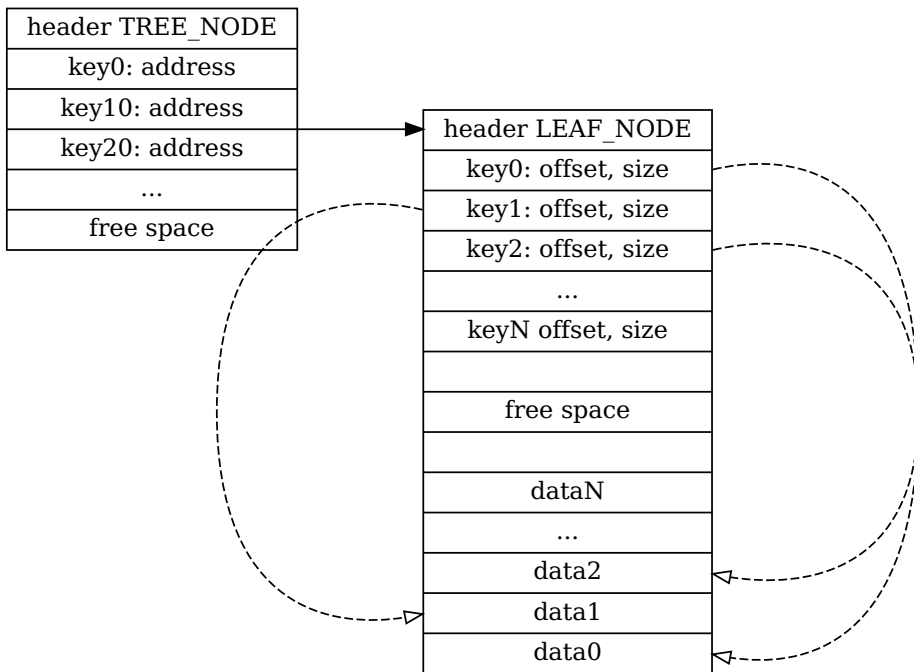 header TREE_NODE
key0: address
key10: address
key20: address
...
free space
header LEAF_NODE
key0: offset, size
key1: offset, size
key2: offset, size
...
keyN offset, size
free space
dataN
...
data2
data1
data0